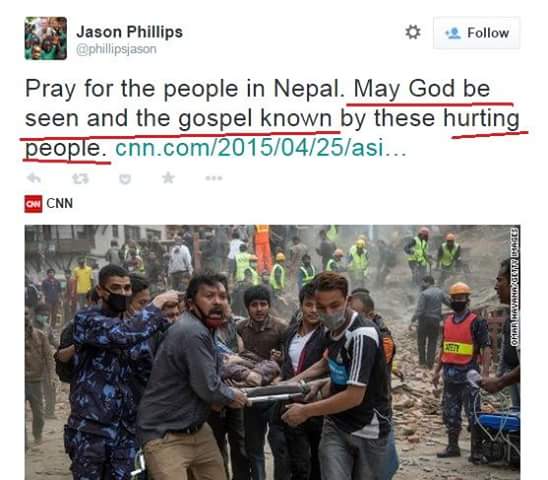 Jason Phillips
@phillipsjason
Follow
Pray for the people in Nepal. May God be
seen and the gospel known by these hurting
people. cnn.com/2015/04/25/asi…
CNN CNN
OMAR HAVANA/GETTY IMAGES